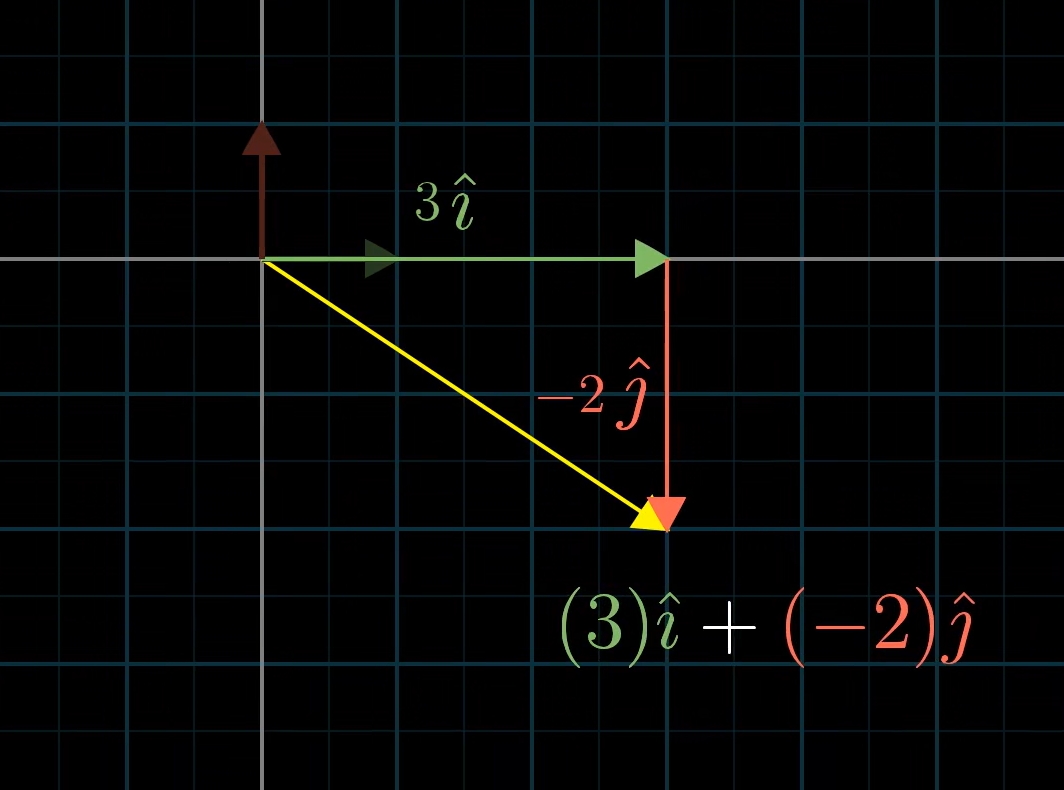 3 î
−2 ĵ
(3)î + (−2)ĵ